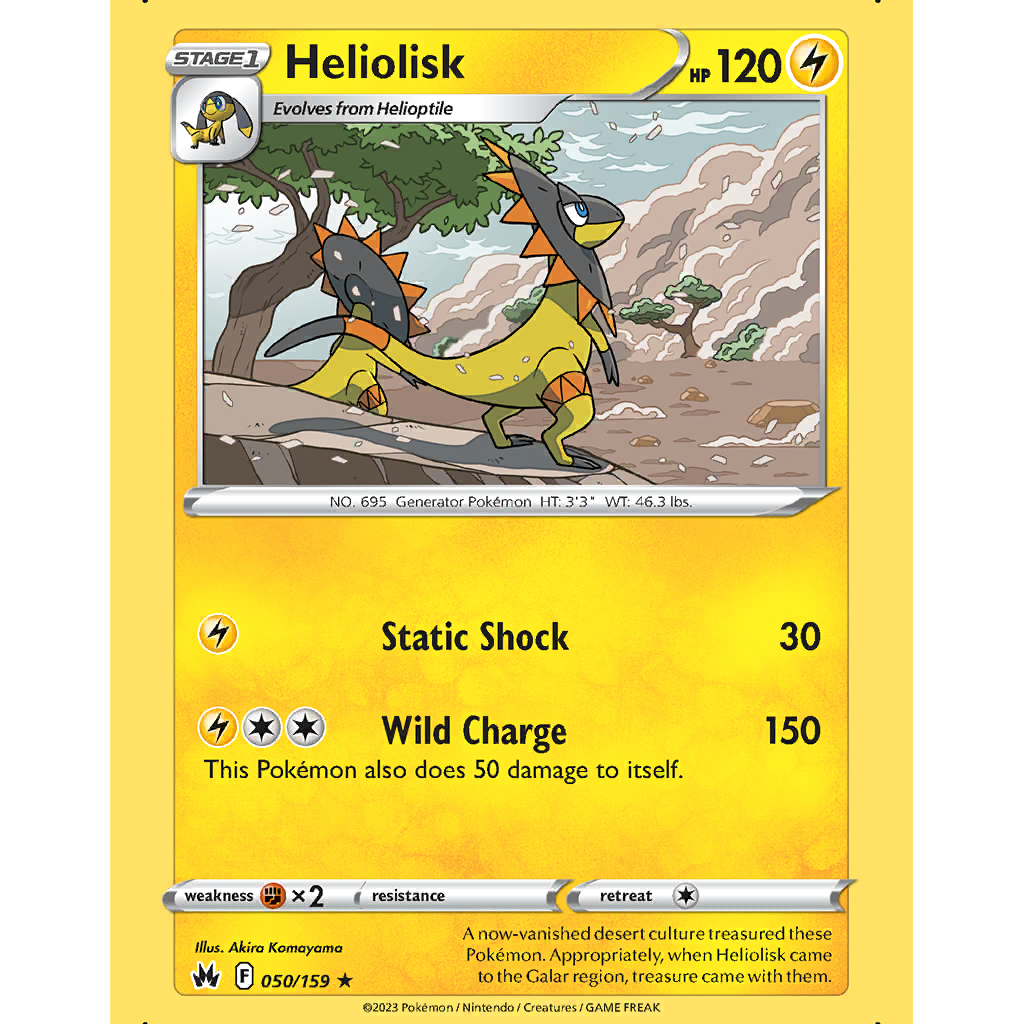 STAGE 1
Heliolisk
HP 120
Evolves from Helioptile
NO. 695 Generator Pokémon HT: 3'3" WT: 46.3 lbs.
Static Shock 30
Wild Charge 150
This Pokémon also does 50 damage to itself.
weakness ×2 resistance retreat
Illus. Akira Komayama
F 050/159 ★
A now-vanished desert culture treasured these
Pokémon. Appropriately, when Heliolisk came
to the Galar region, treasure came with them.
©2023 Pokémon / Nintendo / Creatures / GAME FREAK